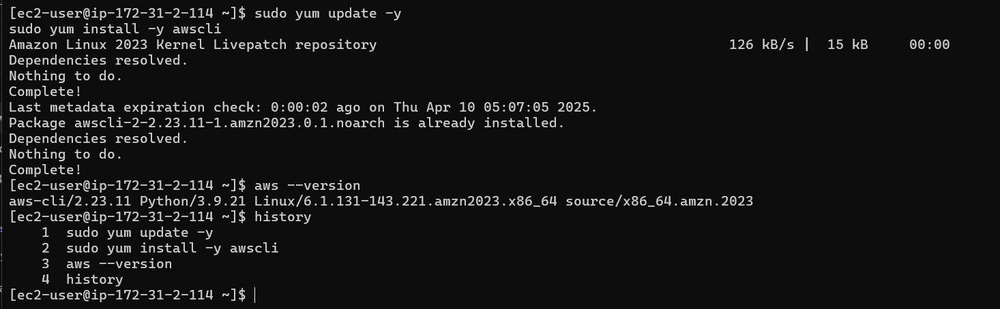 [ec2-user@ip-172-31-2-114 ~]$ sudo yum update -y
sudo yum install -y awscli
Amazon Linux 2023 Kernel Livepatch repository 126 kB/s | 15 kB 00:00
Dependencies resolved.
Nothing to do.
Complete!
Last metadata expiration check: 0:00:02 ago on Thu Apr 10 05:07:05 2025.
Package awscli-2-2.23.11-1.amzn2023.0.1.noarch is already installed.
Dependencies resolved.
Nothing to do.
Complete!
[ec2-user@ip-172-31-2-114 ~]$ aws --version
aws-cli/2.23.11 Python/3.9.21 Linux/6.1.131-143.221.amzn2023.x86_64 source/x86_64.amzn.2023
[ec2-user@ip-172-31-2-114 ~]$ history
1 sudo yum update -y
2 sudo yum install -y awscli
3 aws --version
4 history
[ec2-user@ip-172-31-2-114 ~]$